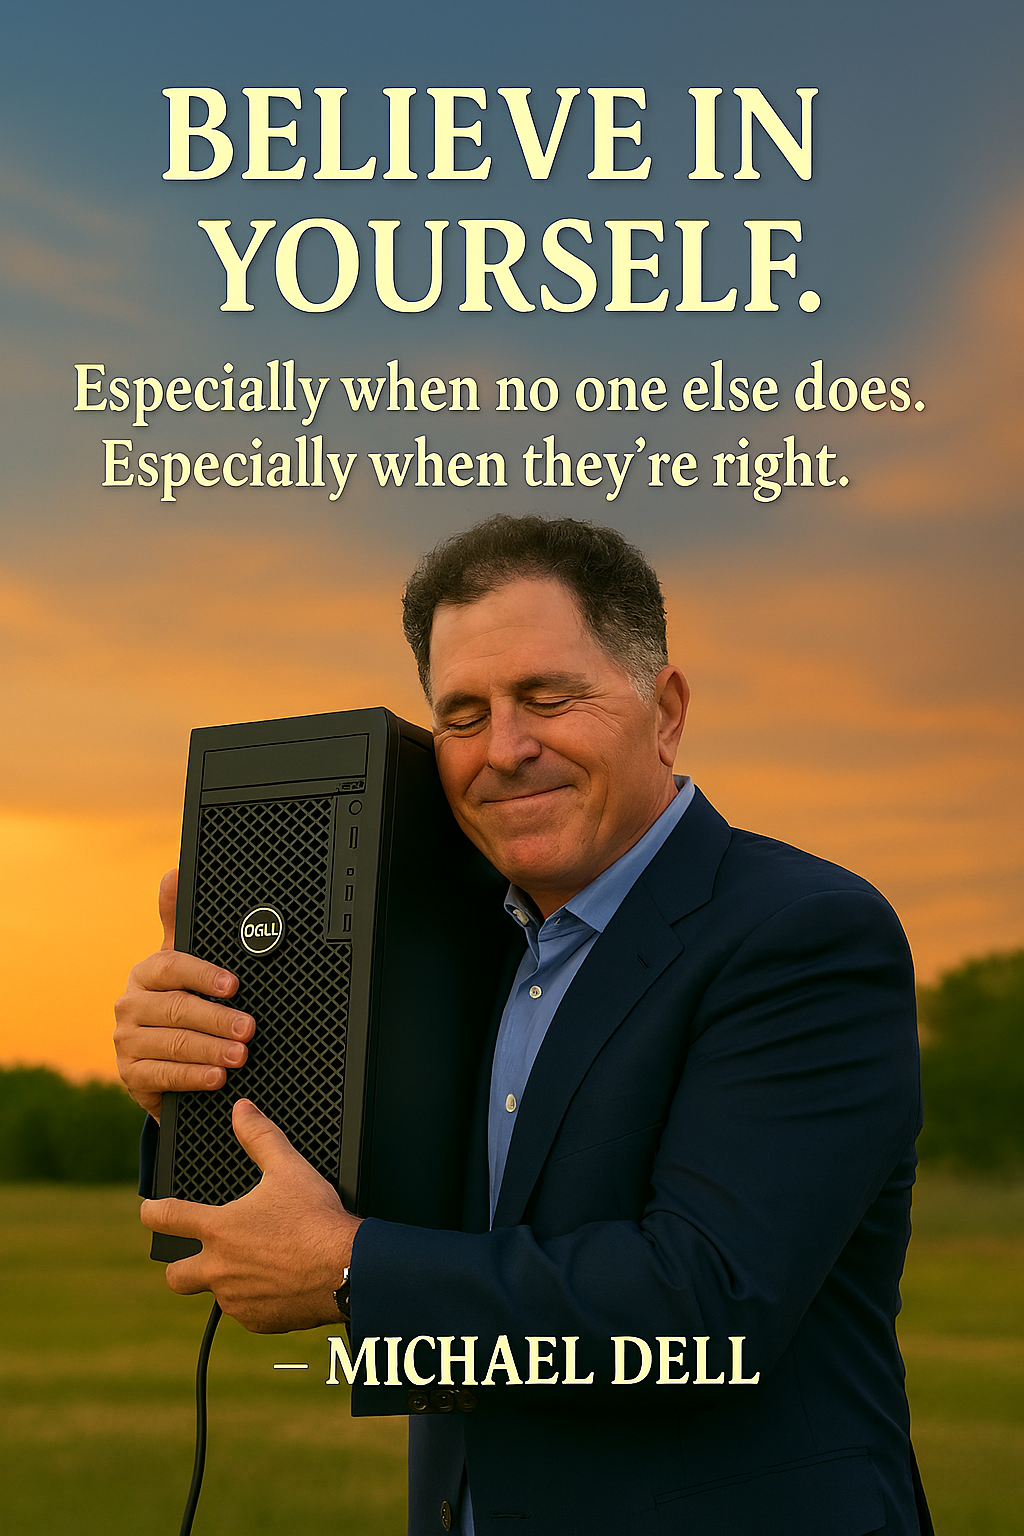 BELIEVE IN
YOURSELF.
Especially when no one else does.
Especially when they’re right.
OGLL
– MICHAEL DELL